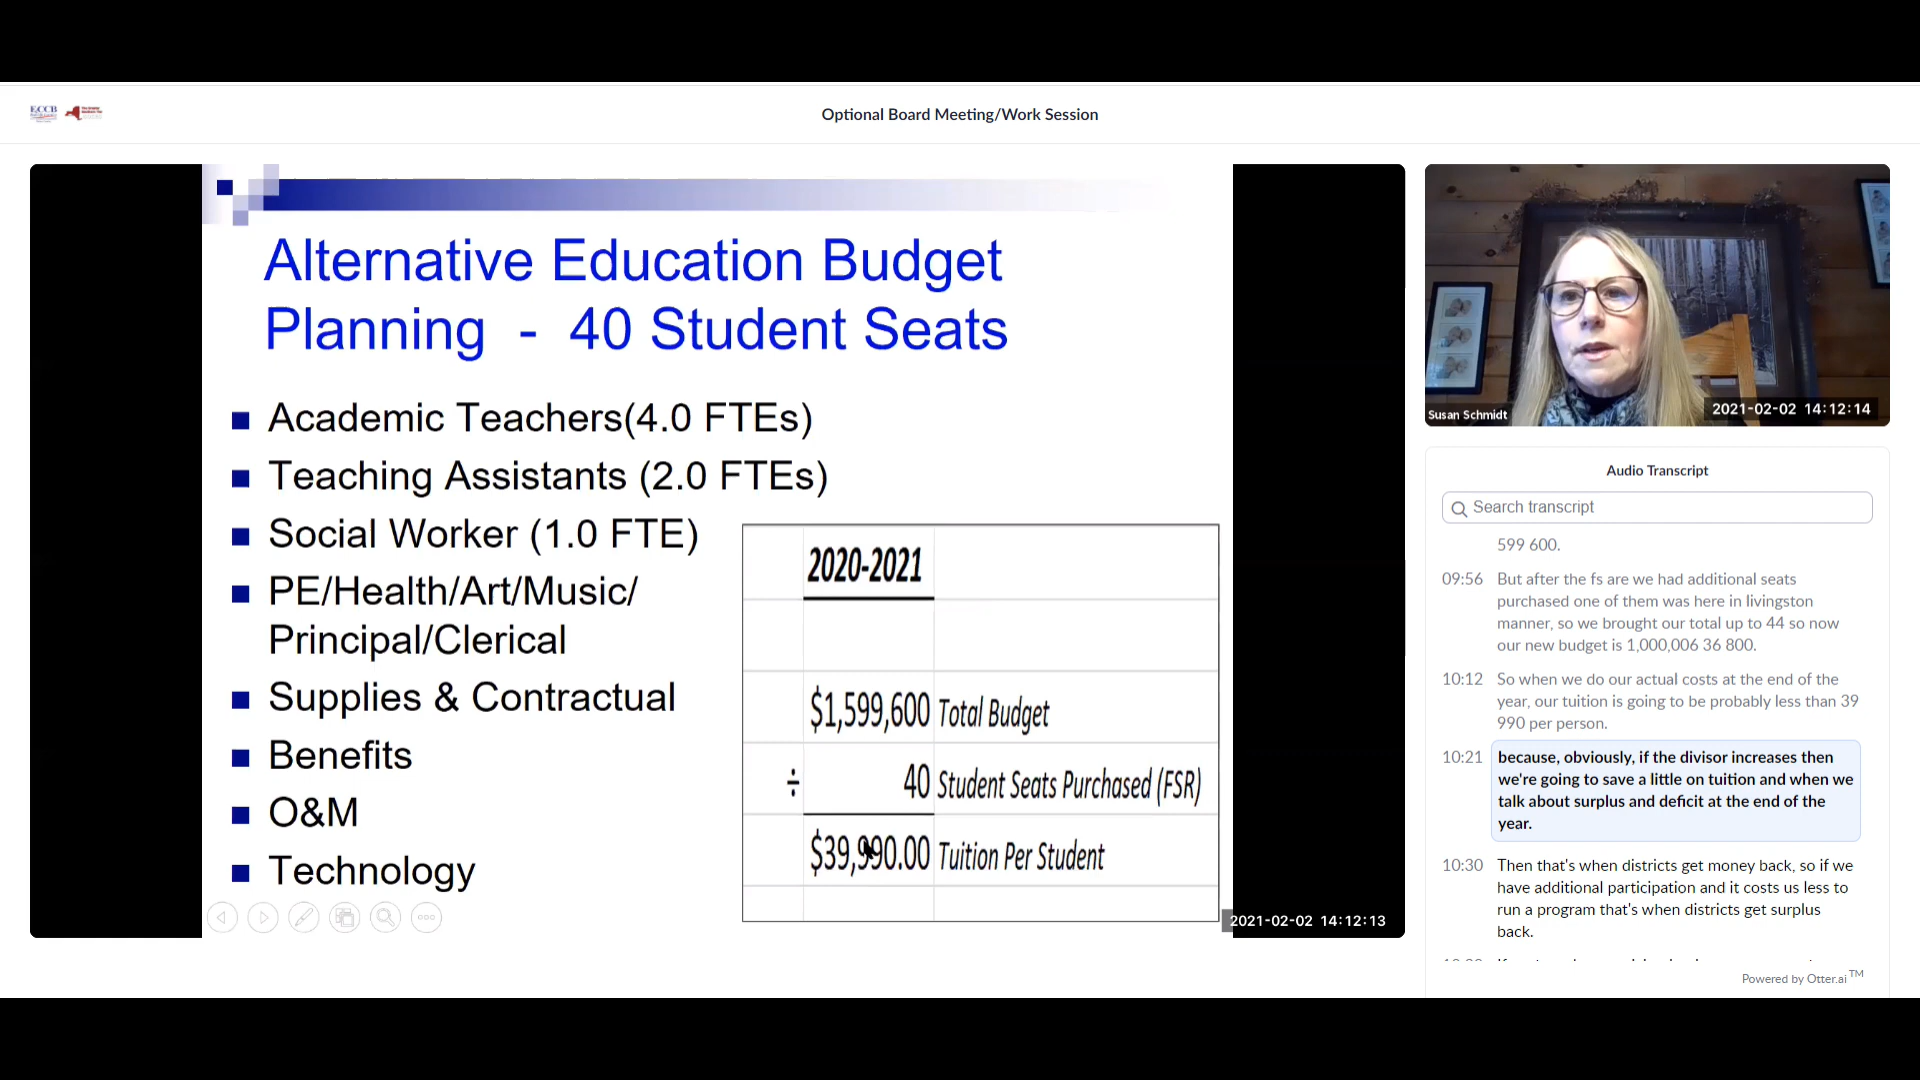 Optional Board Meeting/Work Session
Alternative Education Budget
Planning - 40 Student Seats
Academic Teachers(4.0 FTEs)
Teaching Assistants (2.0 FTEs)
Social Worker (1.0 FTE)
PE/Health/Art/Music/
Principal/Clerical
Supplies & Contractual
Benefits
O&M
Technology
2020-2021
$1,599,600 Total Budget
÷ 40 Student Seats Purchased (FSR)
$39,990.00 Tuition Per Student
2021-02-02 14:12:13
Susan Schmidt
2021-02-02 14:12:14
Audio Transcript
Search transcript
599 600.
09:56 But after the fs are we had additional seats
purchased one of them was here in livingston
manner, so we brought our total up to 44 so now
our new budget is 1,000,006 36 800.
10:12 So when we do our actual costs at the end of the
year, our tuition is going to be probably less than 39
990 per person.
10:21 because, obviously, if the divisor increases then
we're going to save a little on tuition and when we
talk about surplus and deficit at the end of the
year.
10:30 Then that's when districts get money back, so if we
have additional participation and it costs us less to
run a program that's when districts get surplus
back.
Powered by Otter.ai TM